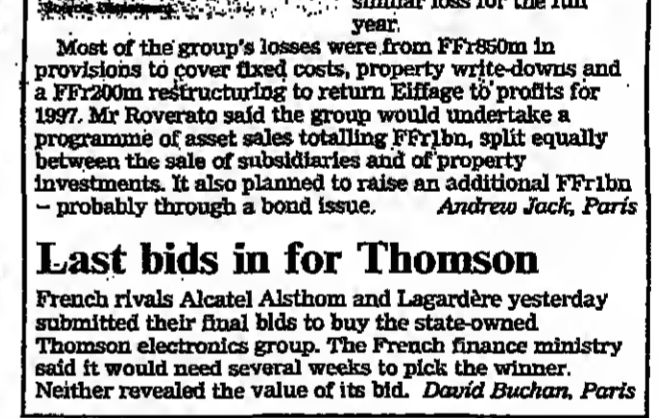 similar loss for the full
year.
Most of the group's losses were from FFr850m in
provisions to cover fixed costs, property write-downs and
a FFr200m restructuring to return Eiffage to profits for
1997. Mr Roverato said the group would undertake a
programme of asset sales totalling FFr1bn, split equally
between the sale of subsidiaries and of property
investments. It also planned to raise an additional FFr1bn
– probably through a bond issue. Andrew Jack, Paris
Last bids in for Thomson
French rivals Alcatel Alsthom and Lagardère yesterday
submitted their final bids to buy the state-owned
Thomson electronics group. The French finance ministry
said it would need several weeks to pick the winner.
Neither revealed the value of its bid. David Buchan, Paris